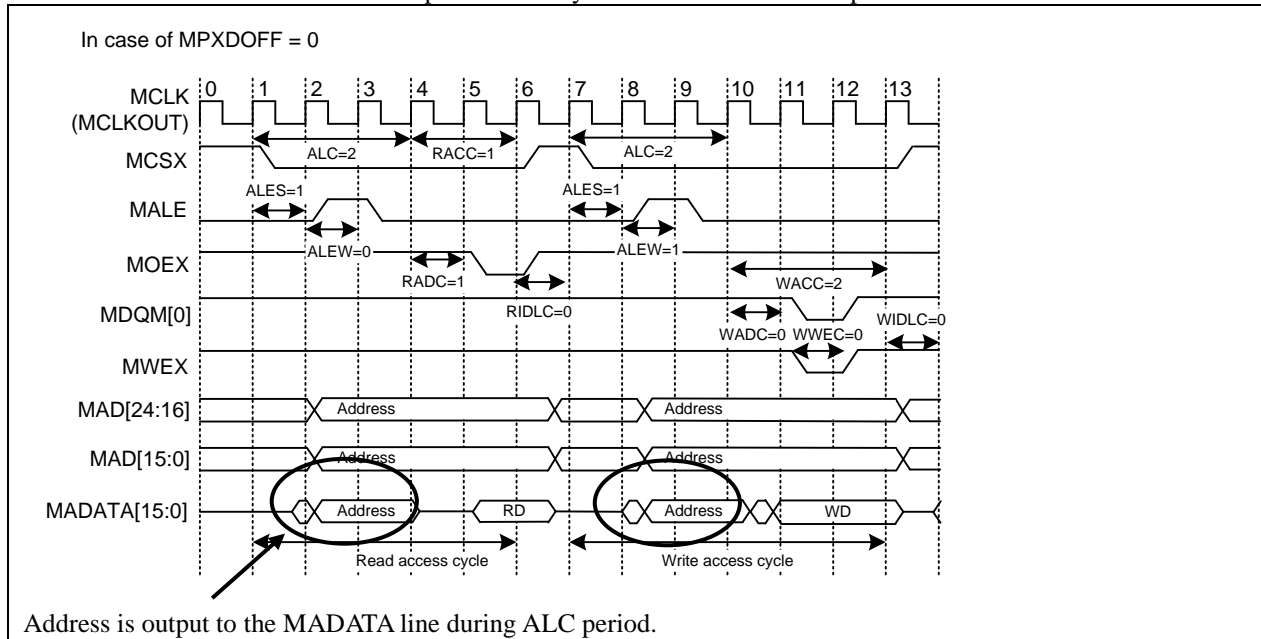 In case of MPXDOFF = 0
0 1 2 3 4 5 6 7 8 9 10 11 12 13
MCLK
(MCLKOUT)
ALC=2 RACC=1 ALC=2
MCSX
ALES=1 ALES=1
MALE
ALEW=0 ALEW=1
MOEX
RADC=1 WACC=2
RIDLC=0
MDQM[0]
WADC=0 WWEC=0 WIDLC=0
MWEX
MAD[24:16] Address Address
MAD[15:0] Address Address
MADATA[15:0] Address RD Address WD
Read access cycle Write access cycle
Address is output to the MADATA line during ALC period.